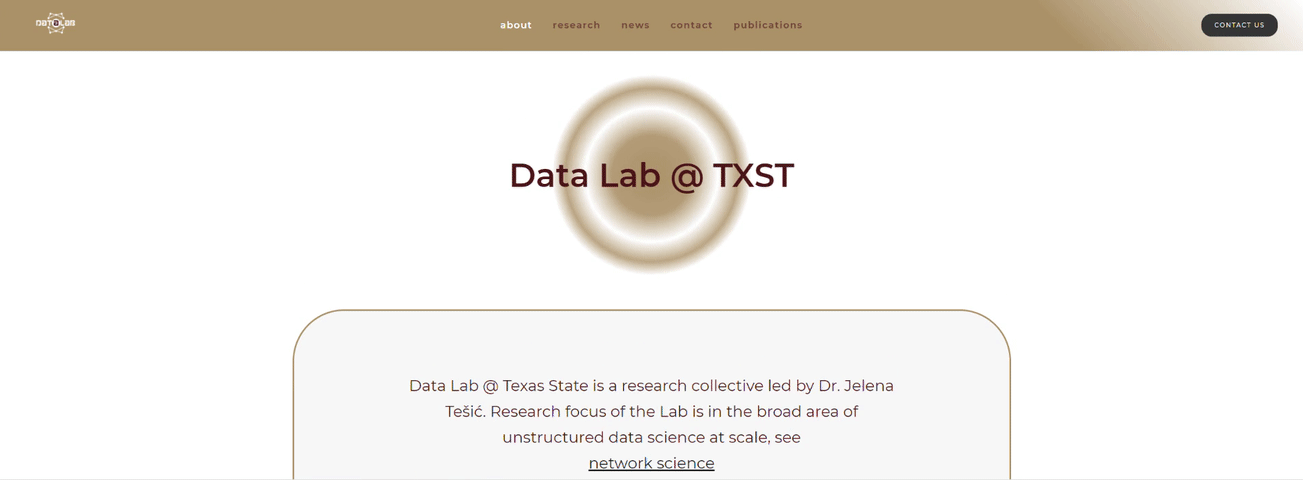 DATA LAB
about
research
news
contact
publications
CONTACT US
Data Lab @ TXST
Data Lab @ Texas State is a research collective led by Dr. Jelena
Tešić. Research focus of the Lab is in the broad area of
unstructured data science at scale, see
network science